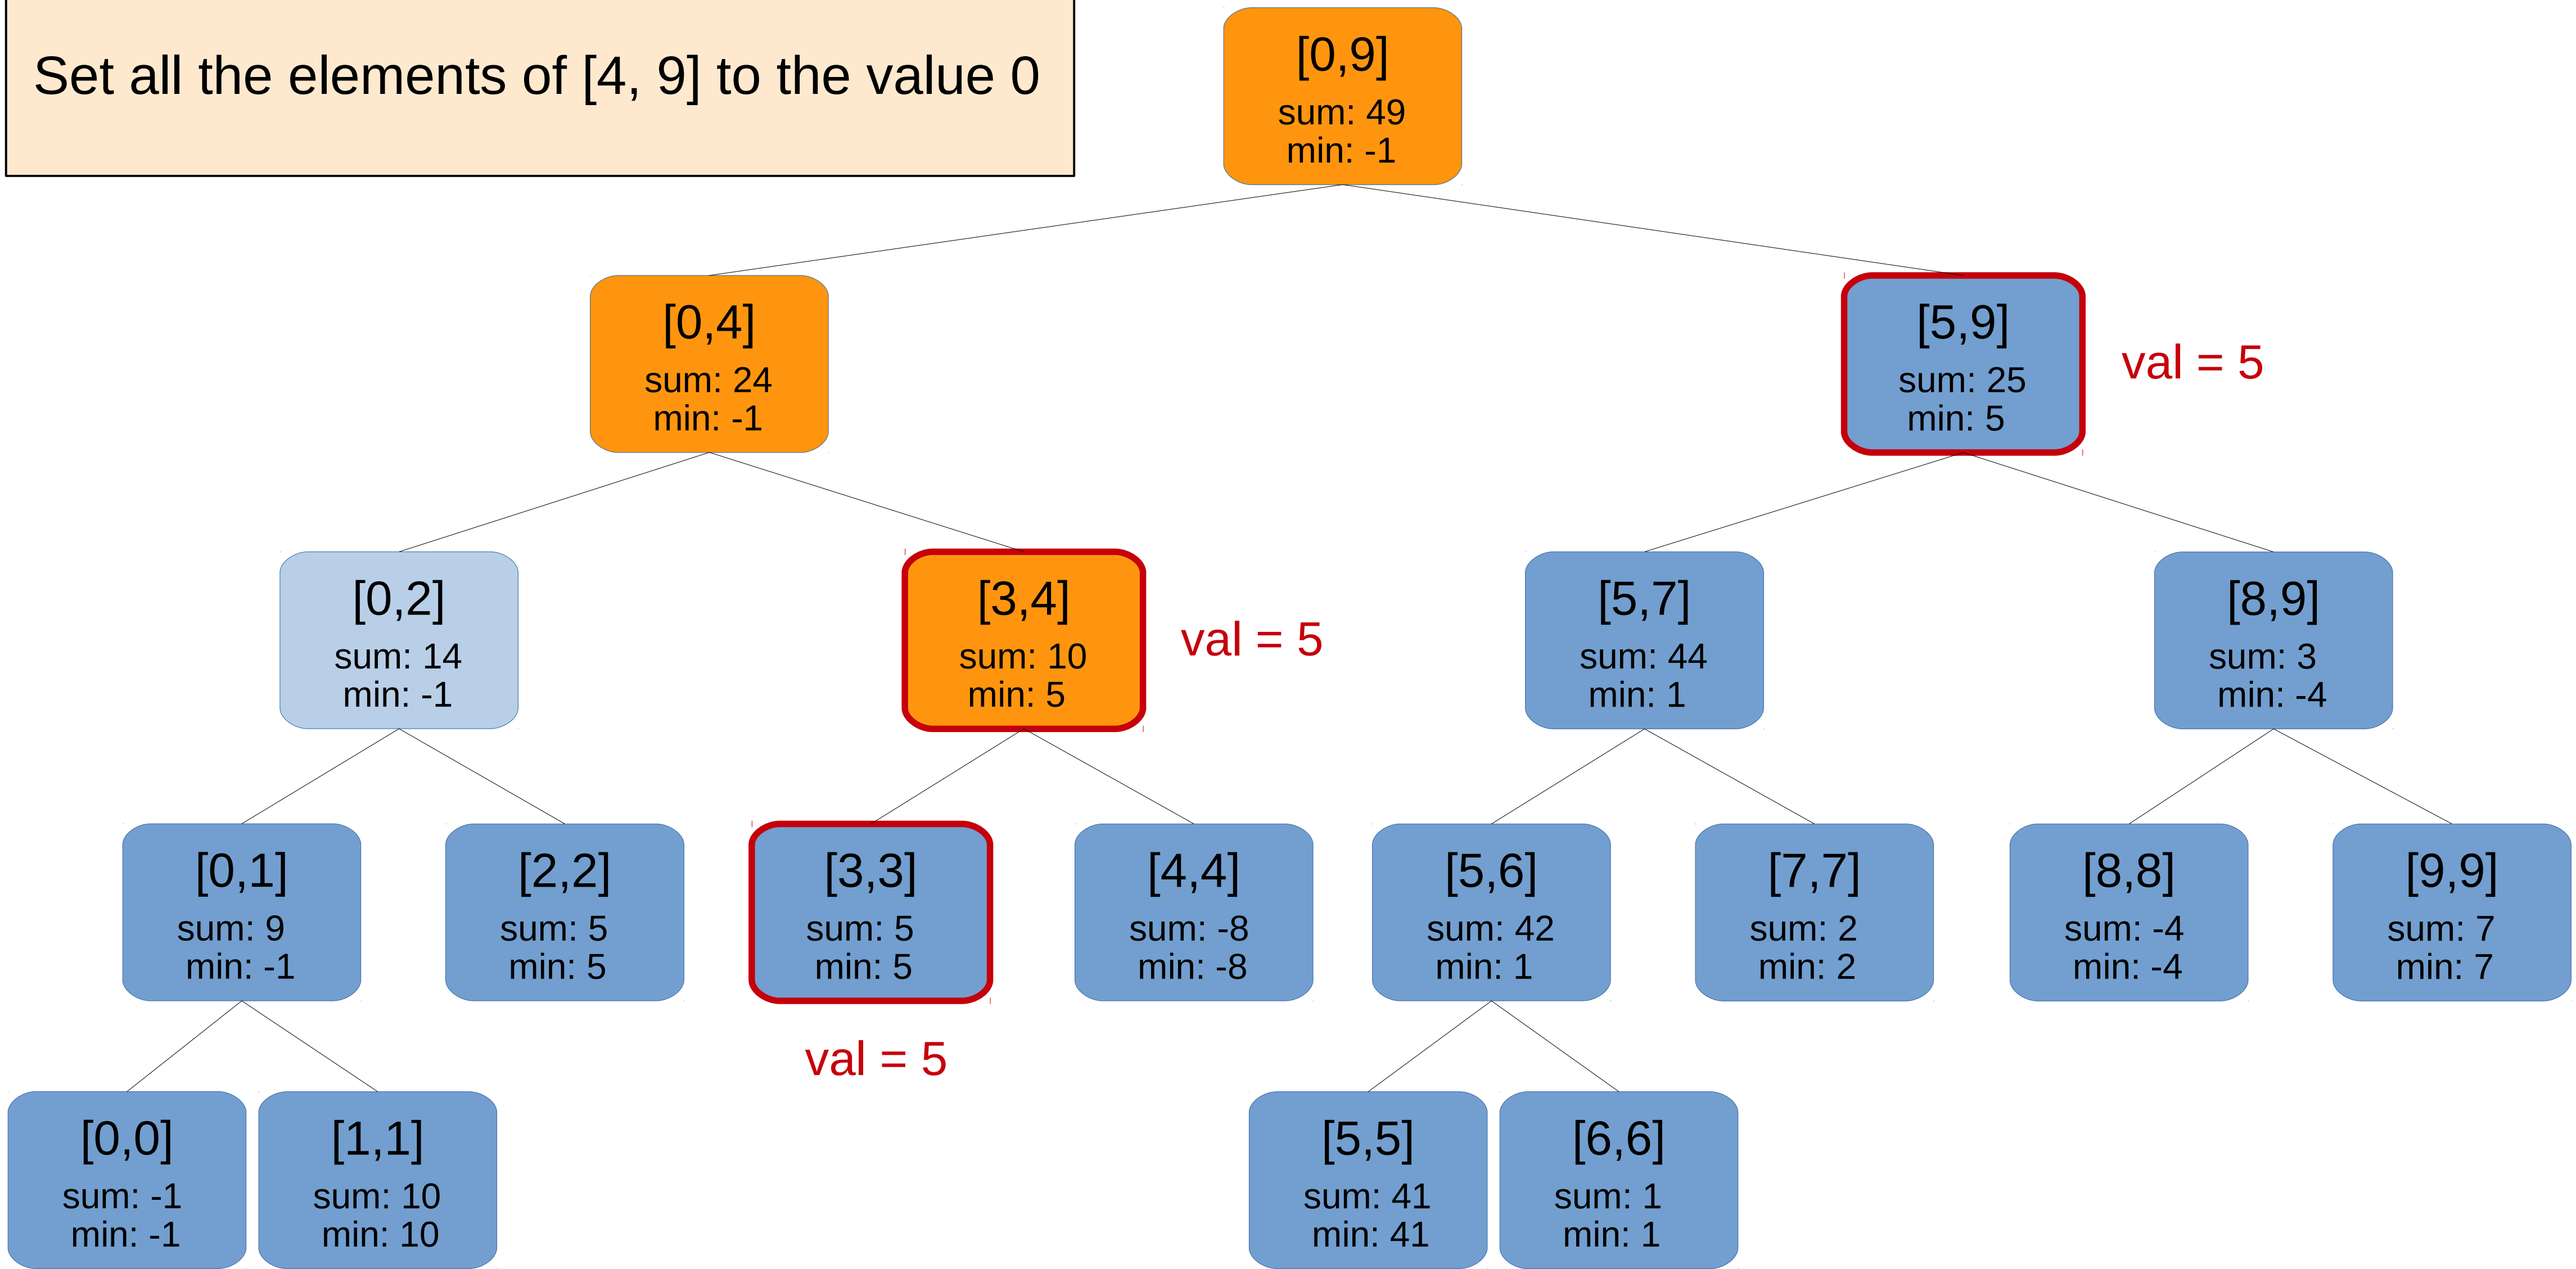 Set all the elements of [4, 9] to the value 0
[0,9]
sum: 49
min: -1
[0,4]
sum: 24
min: -1
[5,9]
sum: 25
min: 5
val = 5
[0,2]
sum: 14
min: -1
[3,4]
sum: 10
min: 5
val = 5
[5,7]
sum: 44
min: 1
[8,9]
sum: 3
min: -4
[0,1]
sum: 9
min: -1
[2,2]
sum: 5
min: 5
[3,3]
sum: 5
min: 5
val = 5
[4,4]
sum: -8
min: -8
[5,6]
sum: 42
min: 1
[7,7]
sum: 2
min: 2
[8,8]
sum: -4
min: -4
[9,9]
sum: 7
min: 7
[0,0]
sum: -1
min: -1
[1,1]
sum: 10
min: 10
[5,5]
sum: 41
min: 41
[6,6]
sum: 1
min: 1